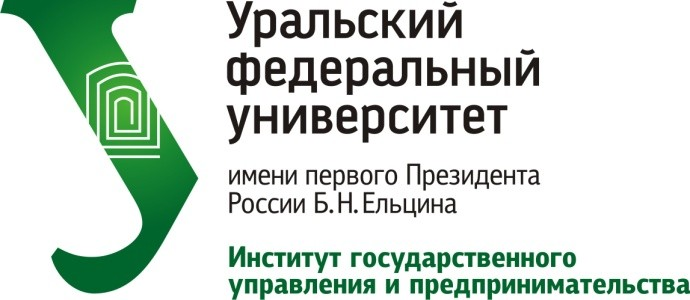 Уральский
федеральный
университет
имени первого Президента
России Б.Н.Ельцина
Институт государственного
управления и предпринимательства